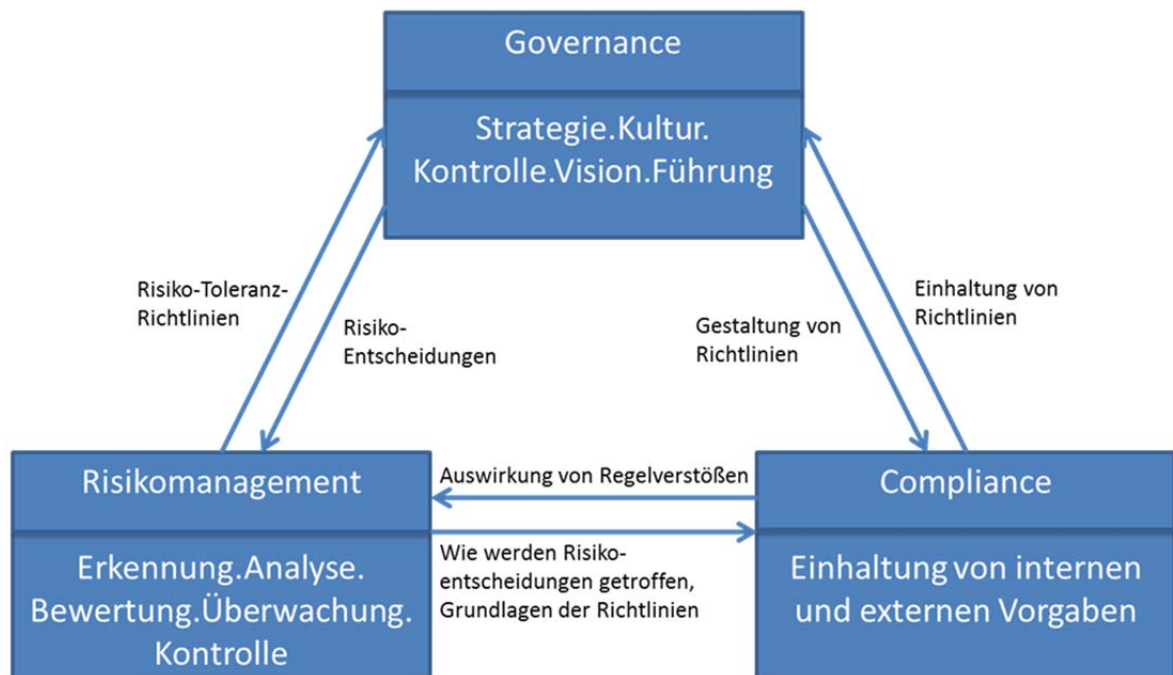 Governance
Strategie.Kultur.
Kontrolle.Vision.Führung
Risiko-Toleranz-
Richtlinien
Risiko-
Entscheidungen
Gestaltung von
Richtlinien
Einhaltung von
Richtlinien
Risikomanagement
Erkennung.Analyse.
Bewertung.Überwachung.
Kontrolle
Auswirkung von Regelverstößen
Wie werden Risiko-
entscheidungen getroffen,
Grundlagen der Richtlinien
Compliance
Einhaltung von internen
und externen Vorgaben